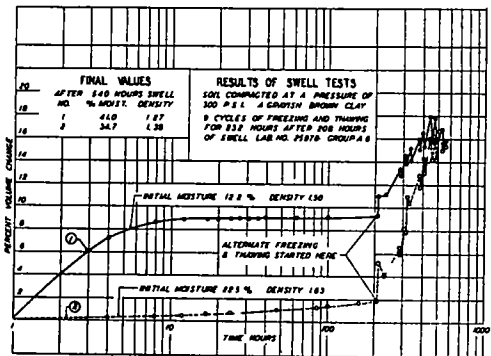 FINAL VALUES
AFTER 540 HOURS SWELL
NO. % MOIST. DENSITY
1 41.0 1.27
2 34.7 1.38
RESULTS OF SWELL TESTS
SOIL COMPACTED AT A PRESSURE OF
300 P.S.I. A GRAYISH BROWN CLAY
9 CYCLES OF FREEZING AND THAWING
FOR 332 HOURS AFTER 208 HOURS
OF SWELL LAB. NO. 25978 GROUP A 6
PERCENT VOLUME CHANGE
20
18
16
14
12
10
8
6
4
2
INITIAL MOISTURE 12.2 % DENSITY 1.50
1
ALTERNATE FREEZING
& THAWING STARTED HERE
INITIAL MOISTURE 22.5 % DENSITY 1.63
2
1
10
100
1000
TIME HOURS